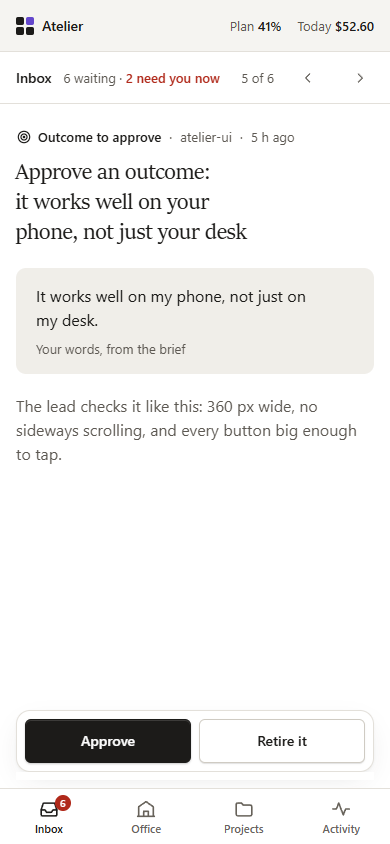 Atelier
Plan 41% Today $52.60
Inbox 6 waiting · 2 need you now 5 of 6
Outcome to approve · atelier-ui · 5 h ago
Approve an outcome:
it works well on your
phone, not just your desk
It works well on my phone, not just on
my desk.
Your words, from the brief
The lead checks it like this: 360 px wide, no
sideways scrolling, and every button big enough
to tap.
Approve
Retire it
6
Inbox
Office
Projects
Activity